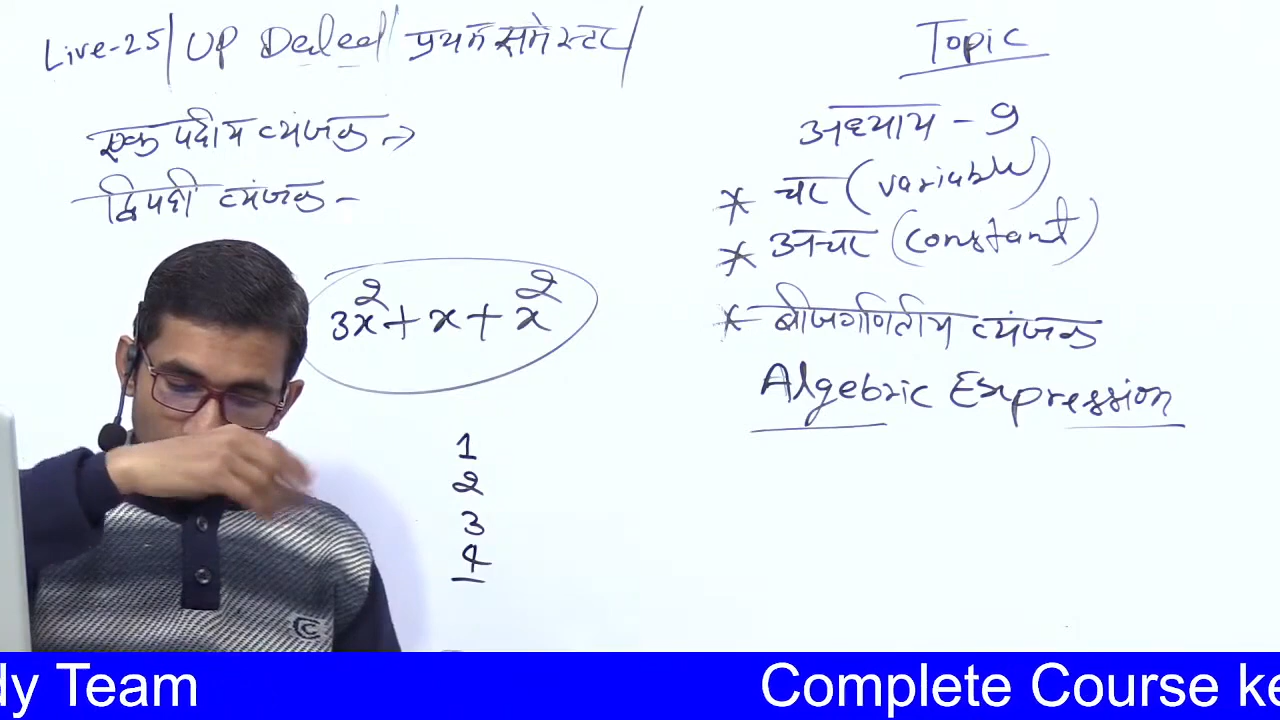 Live-25/ UP Deled/ प्रथम समेस्टर/
एक पदीय व्यंजक →
द्विपदी व्यंजक -
3x² + x + x²
1
2
3
4
Topic
अध्याय - 9
* चर (variable)
* अचर (constant)
* बीजगणितीय व्यंजक
Algebric Expression
C
dy Team Complete Course ke